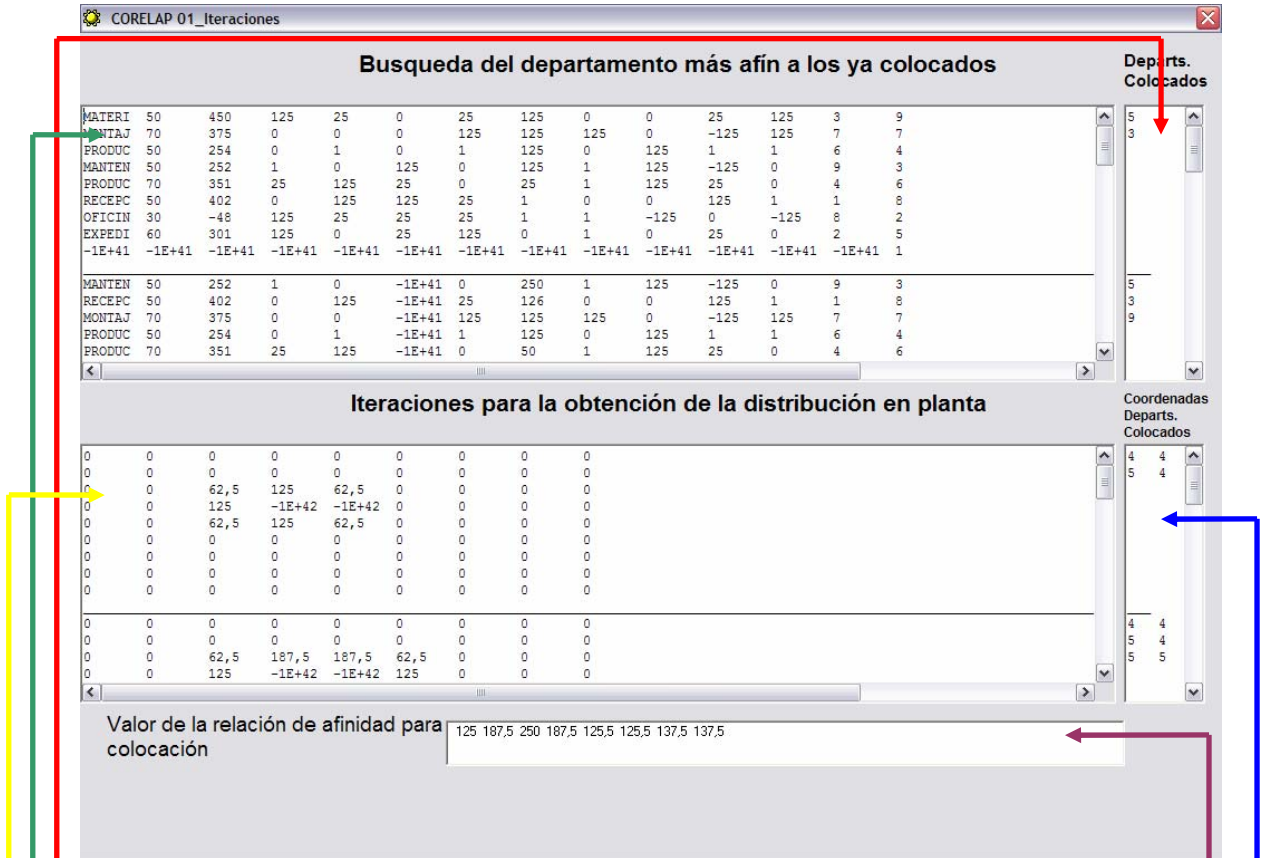 CORELAP 01_Iteraciones
Busqueda del departamento más afín a los ya colocados
Departs.
Colocados
MATERI 50 450 125 25 0 25 125 0 0 25 125 3 9
MONTAJ 70 375 0 0 0 125 125 125 0 -125 125 7 7
PRODUC 50 254 0 1 0 1 125 0 125 1 1 6 4
MANTEN 50 252 1 0 125 0 125 1 125 -125 0 9 3
PRODUC 70 351 25 125 25 0 25 1 125 25 0 4 6
RECEPC 50 402 0 125 125 25 1 0 0 125 1 1 8
OFICIN 30 -48 125 25 25 25 1 1 -125 0 -125 8 2
EXPEDI 60 301 125 0 25 125 0 1 0 25 0 2 5
-1E+41 -1E+41 -1E+41 -1E+41 -1E+41 -1E+41 -1E+41 -1E+41 -1E+41 -1E+41 -1E+41 -1E+41 1
MANTEN 50 252 1 0 -1E+41 0 250 1 125 -125 0 9 3
RECEPC 50 402 0 125 -1E+41 25 126 0 0 125 1 1 8
MONTAJ 70 375 0 0 -1E+41 125 125 125 0 -125 125 7 7
PRODUC 50 254 0 1 -1E+41 1 125 0 125 1 1 6 4
PRODUC 70 351 25 125 -1E+41 0 50 1 125 25 0 4 6
5
3
5
3
9
Iteraciones para la obtención de la distribución en planta
Coordenadas
Departs.
Colocados
0 0 0 0 0 0 0 0 0
0 0 0 0 0 0 0 0 0
0 0 62,5 125 62,5 0 0 0 0
0 0 125 -1E+42 -1E+42 0 0 0 0
0 0 62,5 125 62,5 0 0 0 0
0 0 0 0 0 0 0 0 0
0 0 0 0 0 0 0 0 0
0 0 0 0 0 0 0 0 0
0 0 0 0 0 0 0 0 0
0 0 0 0 0 0 0 0 0
0 0 0 0 0 0 0 0 0
0 0 62,5 187,5 187,5 62,5 0 0 0
0 0 125 -1E+42 -1E+42 125 0 0 0
4 4
5 4
4 4
5 4
5 5
Valor de la relación de afinidad para
colocación
125 187,5 250 187,5 125,5 125,5 137,5 137,5